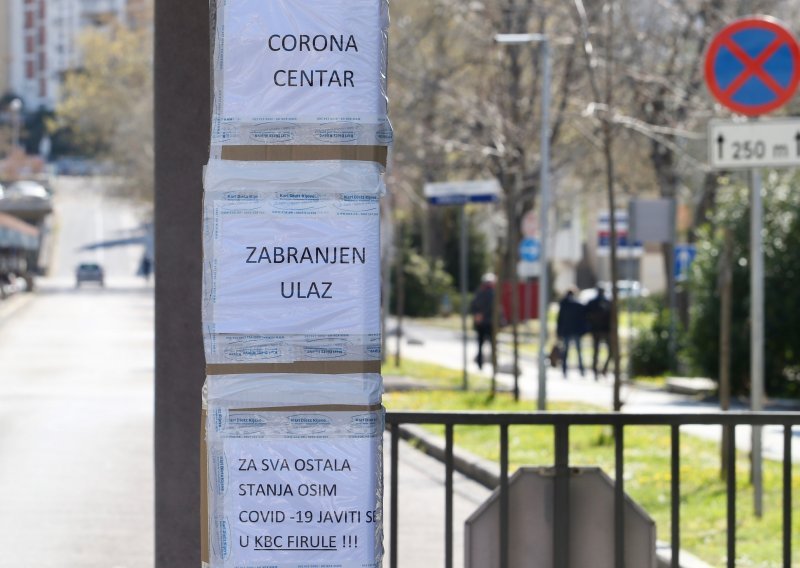 CORONA
CENTAR
ZABRANJEN
ULAZ
ZA SVA OSTALA
STANJA OSIM
COVID -19 JAVITI SE
U KBC FIRULE !!!
250 m